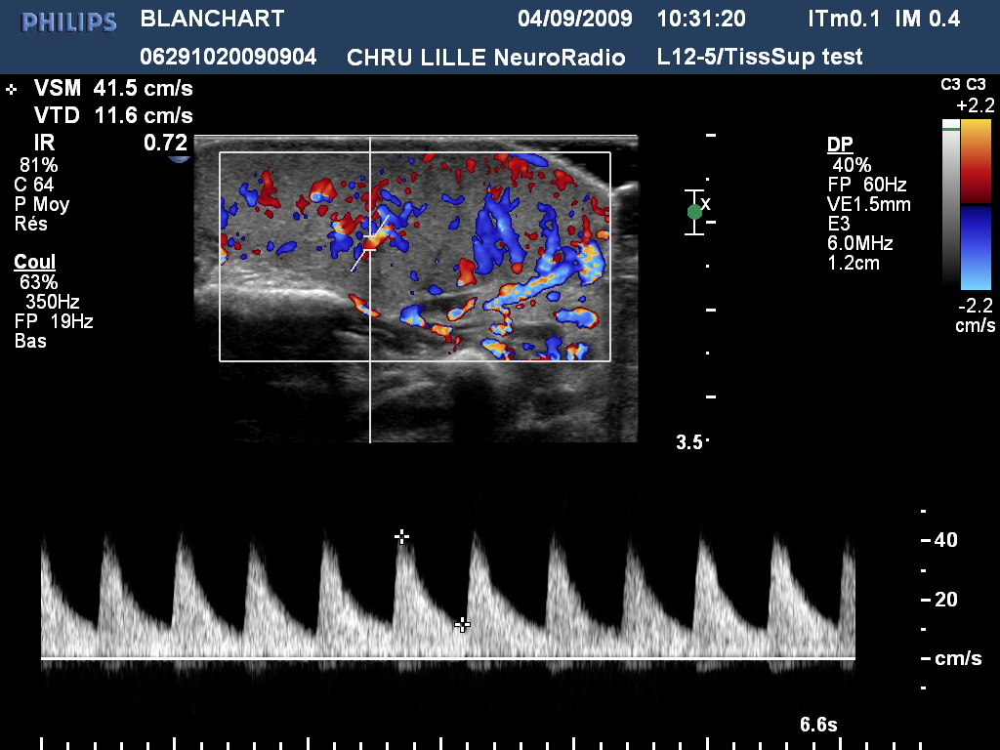 PHILIPS BLANCHART 04/09/2009 10:31:20 ITm0.1 IM 0.4
06291020090904 CHRU LILLE NeuroRadio L12-5/TissSup test
VSM 41.5 cm/s
VTD 11.6 cm/s
IR 0.72
81%
C 64
P Moy
Rés
Coul
63%
350Hz
FP 19Hz
Bas
X
3.5
DP
40%
FP 60Hz
VE1.5mm
E3
6.0MHz
1.2cm
C3 C3
+2.2
-2.2
cm/s
40
20
cm/s
6.6s